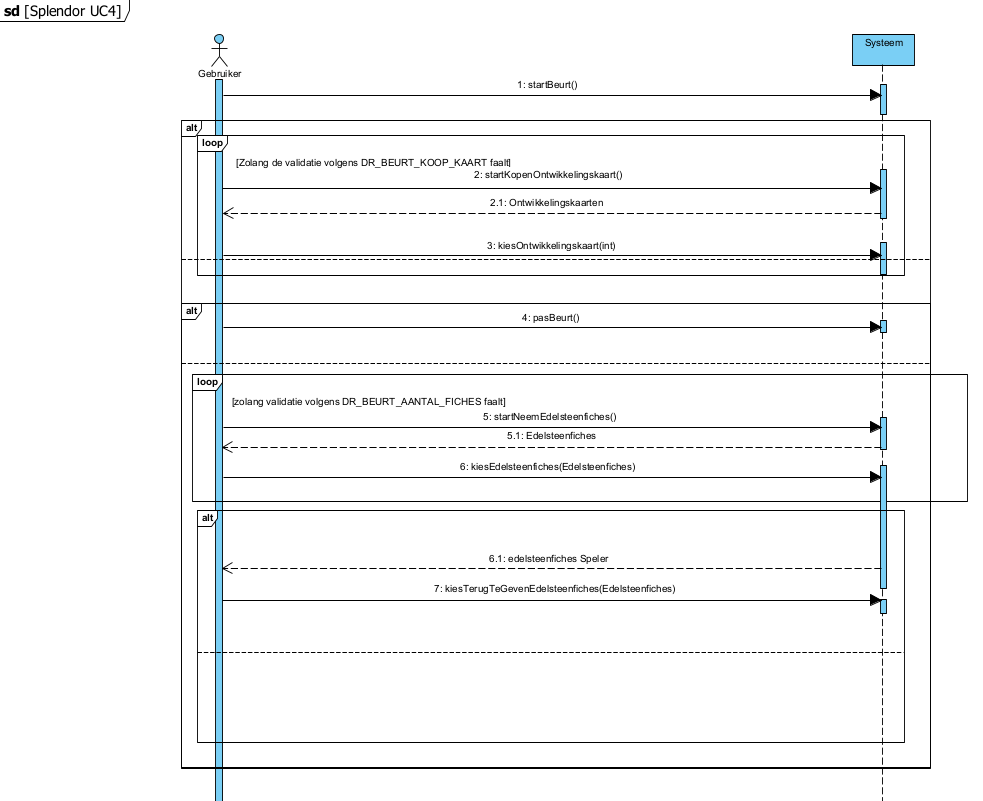 sd [Splendor UC4]
Gebruiker
Systeem
1: startBeurt()
alt
loop
[Zolang de validatie volgens DR_BEURT_KOOP_KAART faalt]
2: startKopenOntwikkelingskaart()
2.1: Ontwikkelingskaarten
3: kiesOntwikkelingskaart(int)
alt
4: pasBeurt()
loop
[zolang validatie volgens DR_BEURT_AANTAL_FICHES faalt]
5: startNeemEdelsteenfiches()
5.1: Edelsteenfiches
6: kiesEdelsteenfiches(Edelsteenfiches)
alt
6.1: edelsteenfiches Speler
7: kiesTerugTeGevenEdelsteenfiches(Edelsteenfiches)